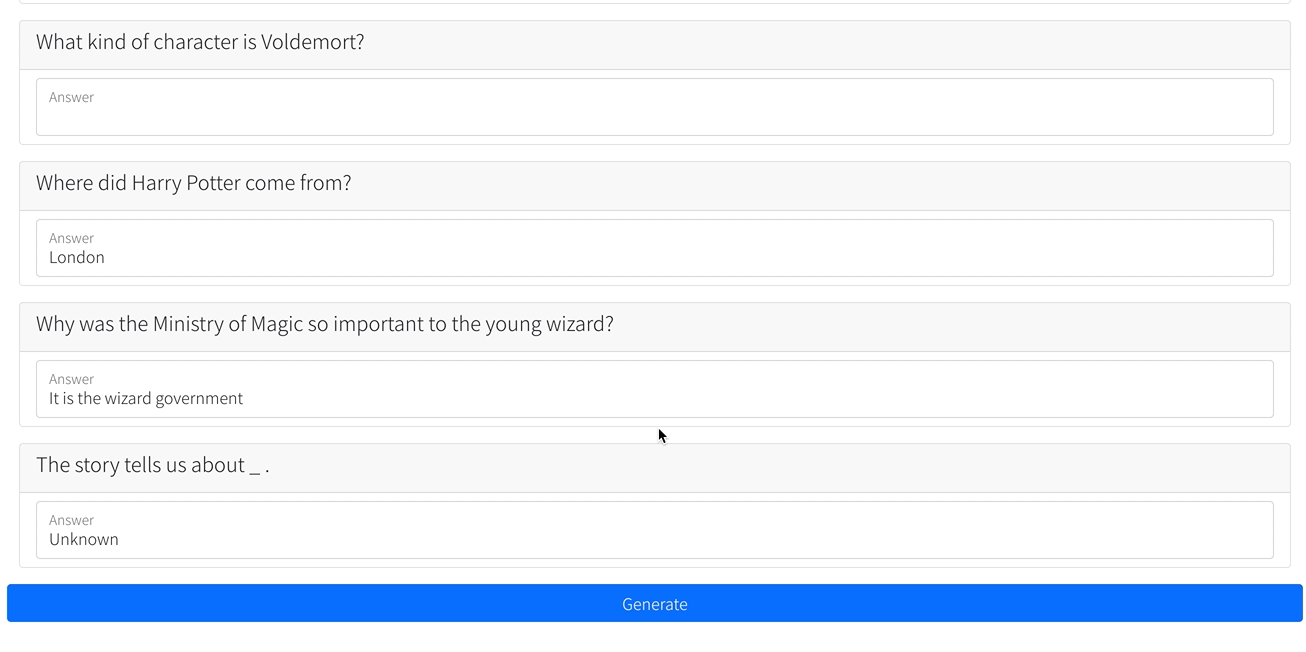 What kind of character is Voldemort?
Answer
Where did Harry Potter come from?
Answer
London
Why was the Ministry of Magic so important to the young wizard?
Answer
It is the wizard government
The story tells us about _ .
Answer
Unknown
Generate